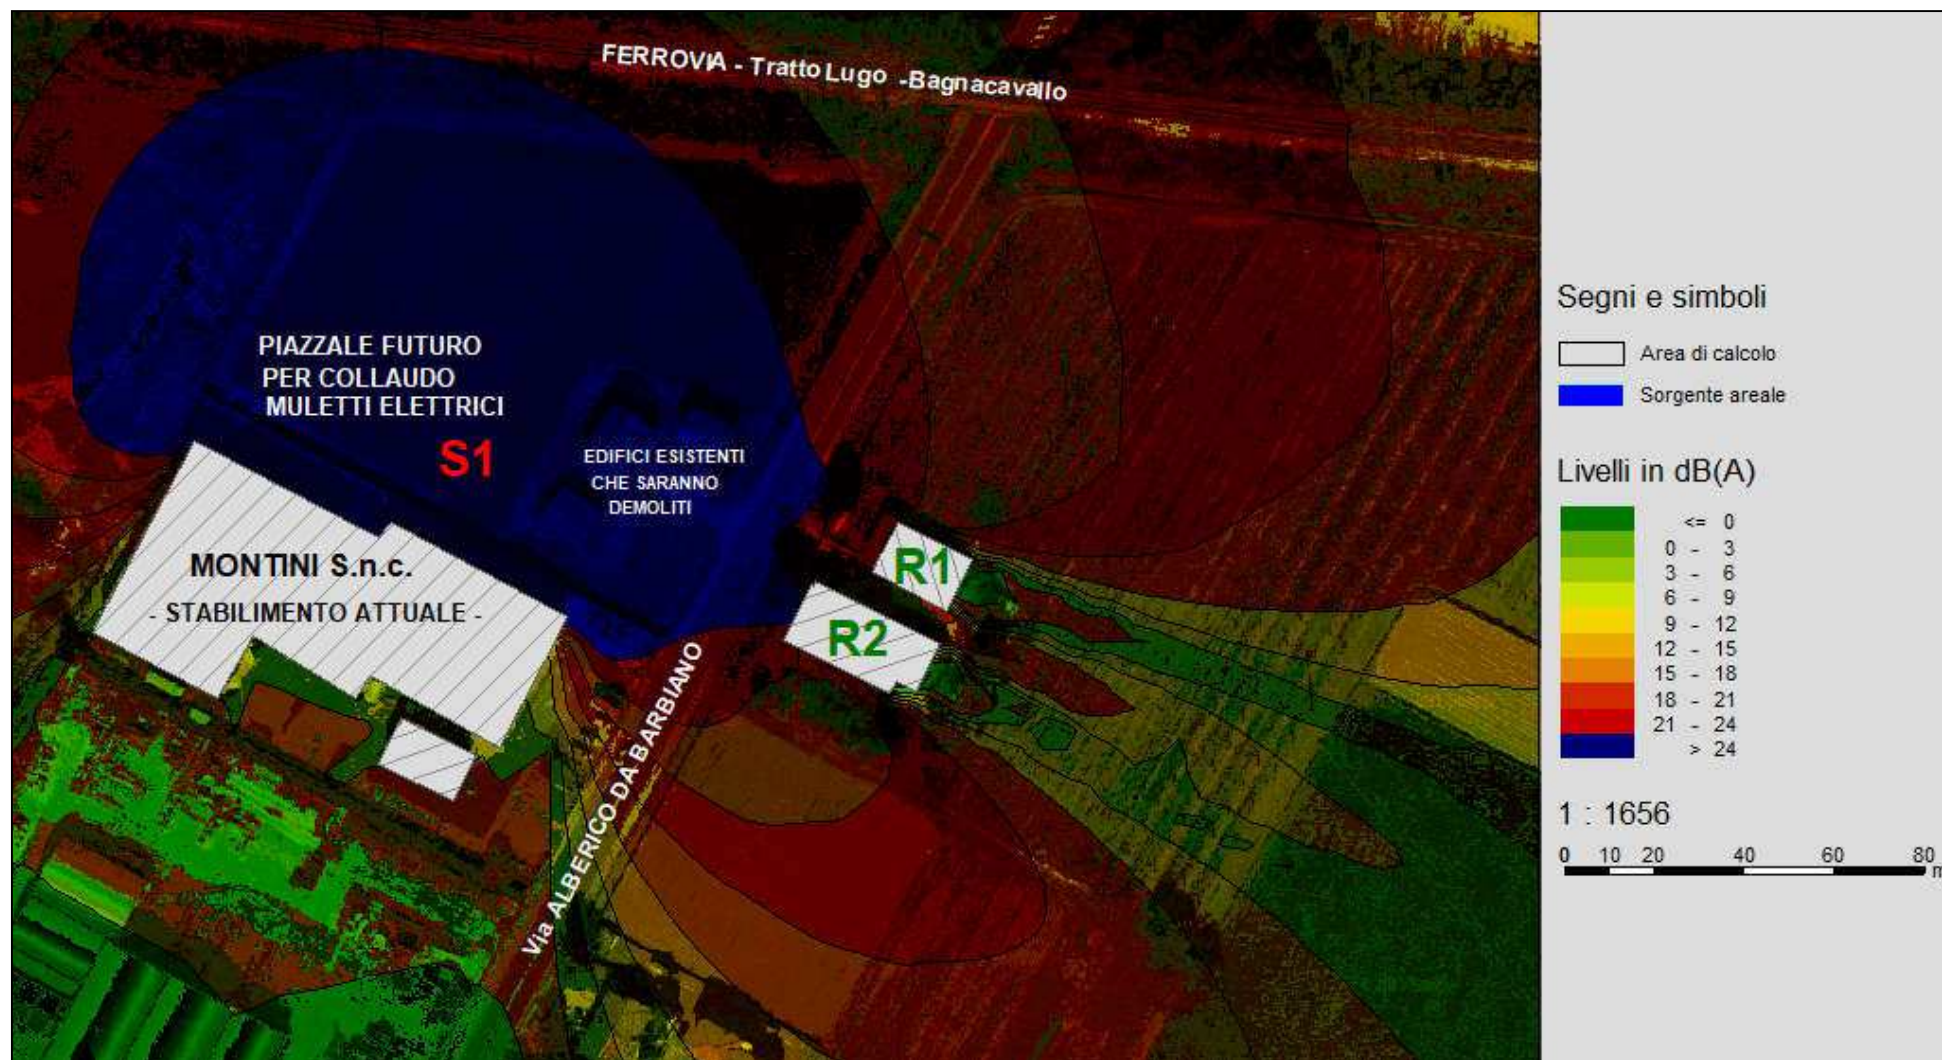 FERROVIA - Tratto Lugo -Bagnacavallo
PIAZZALE FUTURO
PER COLLAUDO
MULETTI ELETTRICI
S1
EDIFICI ESISTENTI
CHE SARANNO
DEMOLITI
MONTINI S.n.c.
- STABILIMENTO ATTUALE -
R1
R2
Via ALBERICO DA BARBIANO
Segni e simboli
Area di calcolo
Sorgente areale
Livelli in dB(A)
<= 0
0 - 3
3 - 6
6 - 9
9 - 12
12 - 15
15 - 18
18 - 21
21 - 24
> 24
1 : 1656
0 10 20 40 60 80
m